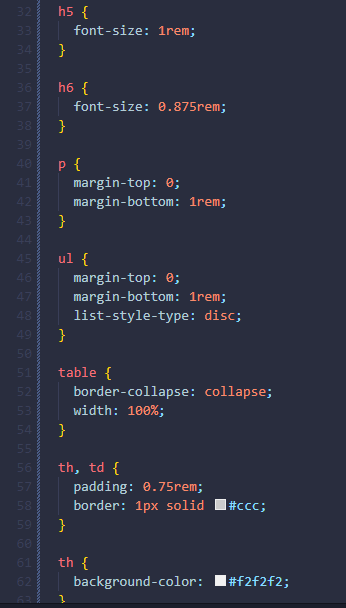 32 h5 {
33 font-size: 1rem;
34 }
35
36 h6 {
37 font-size: 0.875rem;
38 }
39
40 p {
41 margin-top: 0;
42 margin-bottom: 1rem;
43 }
44
45 ul {
46 margin-top: 0;
47 margin-bottom: 1rem;
48 list-style-type: disc;
49 }
50
51 table {
52 border-collapse: collapse;
53 width: 100%;
54 }
55
56 th, td {
57 padding: 0.75rem;
58 border: 1px solid #ccc;
59 }
60
61 th {
62 background-color: #f2f2f2;
63 }